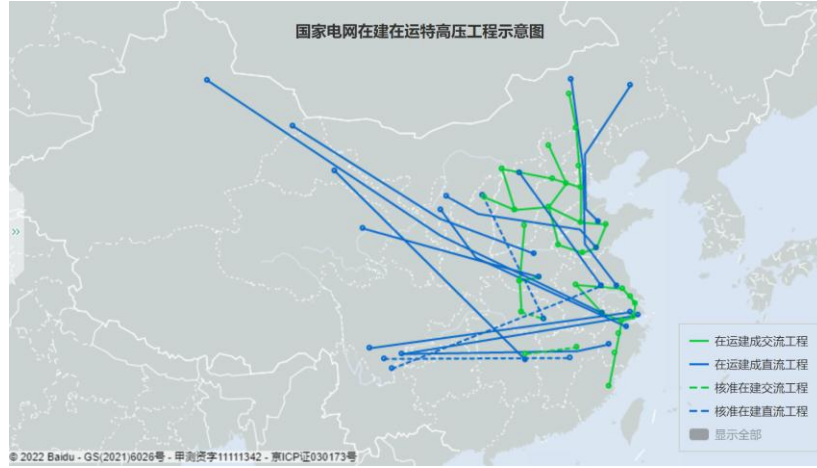 国家电网在建在运特高压工程示意图
»
在运建成交流工程
在运建成直流工程
核准在建交流工程
核准在建直流工程
显示全部
© 2022 Baidu - GS(2021)6026号 - 甲测资字11111342 - 京ICP证030173号